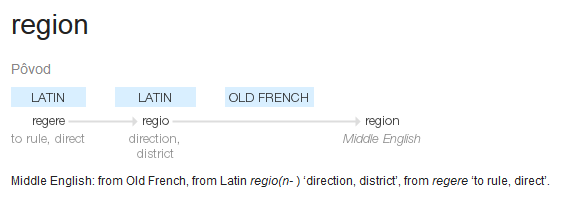 region
Pôvod
LATIN LATIN OLD FRENCH
regere regio region
to rule, direct direction, district Middle English
Middle English: from Old French, from Latin regio(n- ) ‘direction, district’, from regere ‘to rule, direct’.